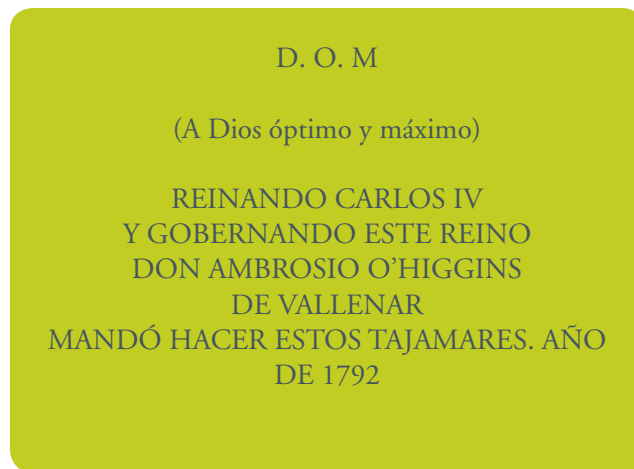 D. O. M
(A Dios óptimo y máximo)
REINANDO CARLOS IV
Y GOBERNANDO ESTE REINO
DON AMBROSIO O’HIGGINS
DE VALLENAR
MANDÓ HACER ESTOS TAJAMARES. AÑO
DE 1792